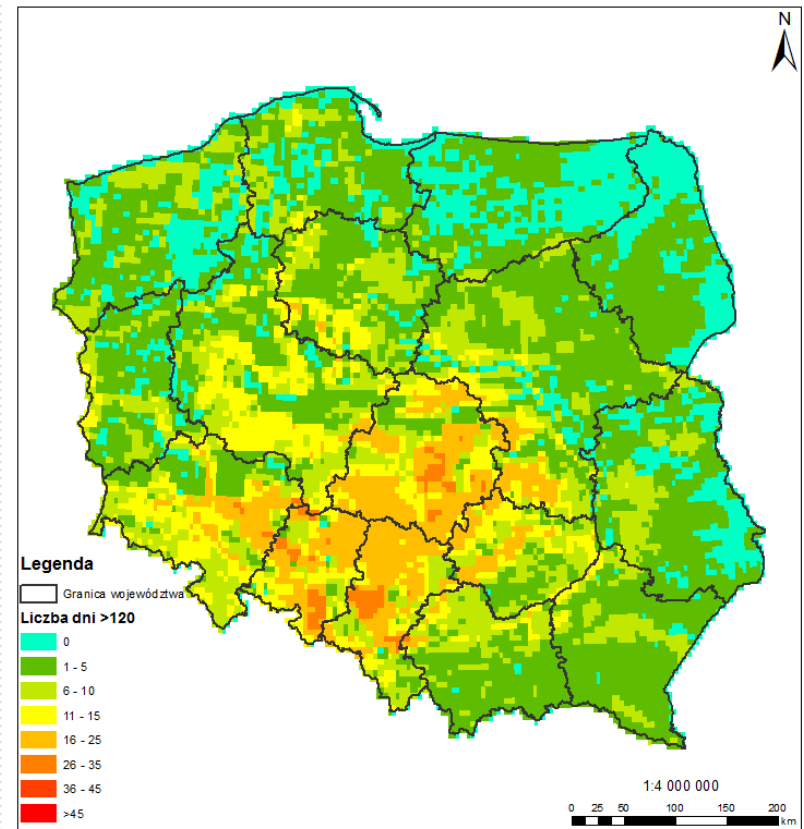 N
Legenda
Granica województwa
Liczba dni >120
0
1 - 5
6 - 10
11 - 15
16 - 25
26 - 35
36 - 45
>45
1:4 000 000
0 25 50 100 150 200
km